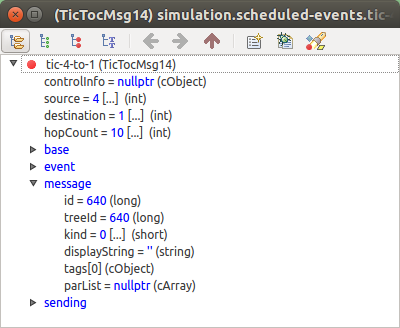 (TicTocMsg14) simulation.scheduled-events.tic-
tic-4-to-1 (TicTocMsg14)
controlInfo = nullptr (cObject)
source = 4 [...] (int)
destination = 1 [...] (int)
hopCount = 10 [...] (int)
base
event
message
id = 640 (long)
treeId = 640 (long)
kind = 0 [...] (short)
displayString = '' (string)
tags[0] (cObject)
parList = nullptr (cArray)
sending